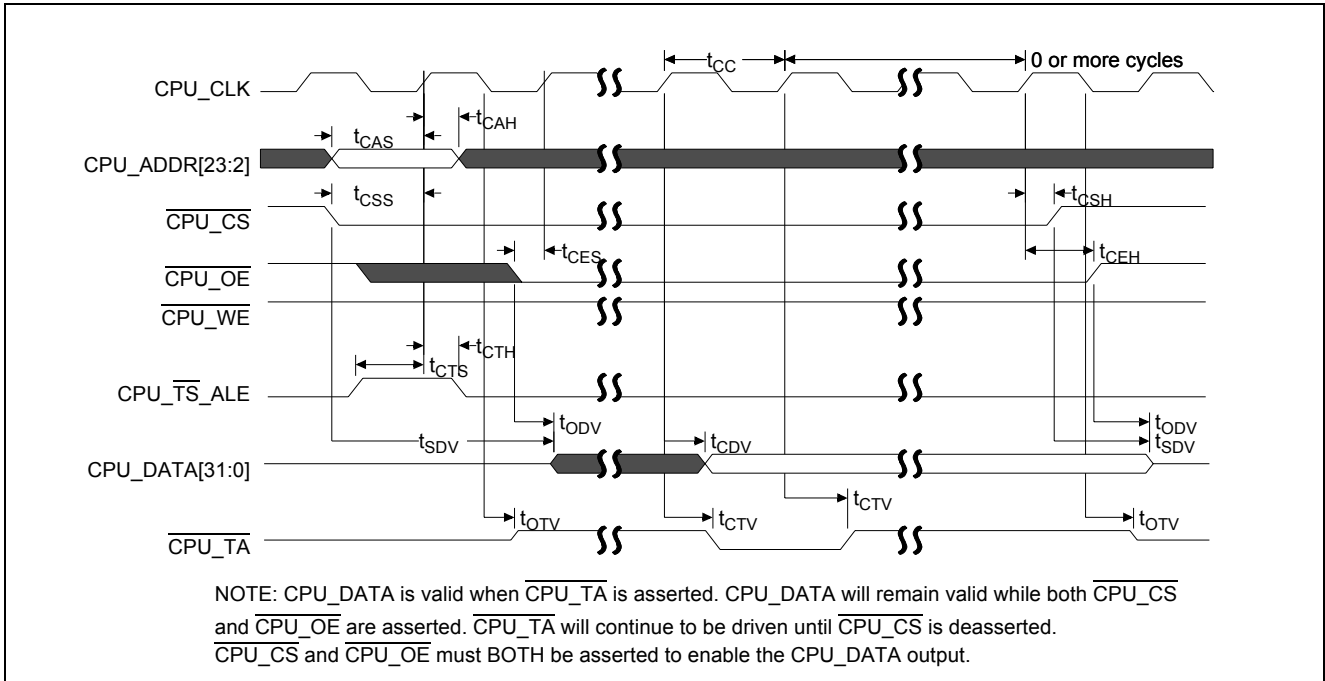 tCC
0 or more cycles
CPU_CLK
tCAH
tCAS
CPU_ADDR[23:2]
tCSS
tCSH
CPU_CS
tCES
tCEH
CPU_OE
CPU_WE
tCTH
tCTS
CPU_TS_ALE
tODV
tODV
tSDV
tCDV
tSDV
CPU_DATA[31:0]
tCTV
tOTV
tCTV
tOTV
CPU_TA
NOTE: CPU_DATA is valid when CPU_TA is asserted. CPU_DATA will remain valid while both CPU_CS
and CPU_OE are asserted. CPU_TA will continue to be driven until CPU_CS is deasserted.
CPU_CS and CPU_OE must BOTH be asserted to enable the CPU_DATA output.